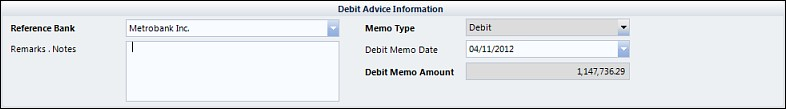 Debit Advice Information
Reference Bank Metrobank Inc. Memo Type Debit
Remarks . Notes Debit Memo Date 04/11/2012
Debit Memo Amount 1,147,736.29